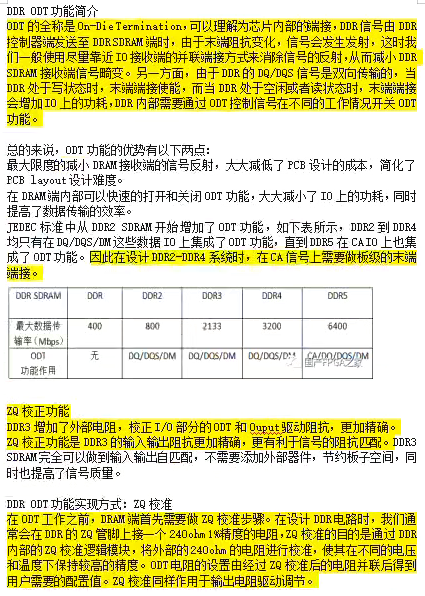 DDR ODT功能简介
ODT的全称是On-DieTermination,可以理解为芯片内部的端接, DDR信号由DDR
控制器端发送至DDRSDRAM端时,由于末端阻抗变化,信号会发生发射,这时我
们一般使用尽量靠近IO接收端的并联端接方式来消除信号的反射,从而减小DDR
SDRAM接收端信号畸变。另一方面,由于DDR的DQ/DQS信号是双向传输的,当
DDR处于写状态时,末端端接使能,而当DDR处于空闲或者读状态时,末端端接
会增加IO上的功耗,DDR内部需要通过ODT控制信号在不同的工作情况开关ODT
功能。
总的来说, ODT功能的优势有以下两点:
最大限度的减小DRAM接收端的信号反射,大大减低了PCB设计的成本,简化了
PCB layout设计难度。
在DRAM端内部可以快速的打开和关闭ODT功能,大大减小了IO上的功耗,同时
提高了数据传输的效率。
JEDEC标准中从DDR2 SDRAM开始增加了ODT功能,如下表所示,DDR2到DDR4
均只有在DQ/DQS/DM这些数据IO上集成了ODT功能,直到DDR5在CAIO上也集
成了ODT功能。因此在设计DDR2-DDR4系统时,在CA信号上需要做板级的末端
端接。
DDR SDRAM DDR DDR2 DDR3 DDR4 DDR5
最大数据传 400 800 2133 3200 6400
输率(Mbps)
ODT 无 DQ/DQS/DM DQ/DQS/DM DQ/DQS/DM CA/DQ/DQS/DM
功能作用
国产FPGA之家
ZQ校正功能
DDR3增加了外部电阻,校正I/O部分的ODT和Ouput驱动阻抗,更加精确。
ZQ校正功能是DDR3的输入输出阻抗更加精确,更有利于信号的阻抗匹配。DDR3
SDRAM完全可以做到输入输出自匹配,不需要添加外部器件,节约板子空间,同
时也提高了信号质量。
DDR ODT功能实现方式: ZQ校准
在ODT工作之前,DRAM端首先需要做ZQ校准步骤。在设计DDR电路时,我们通
常会在DDR的ZQ管脚上接一个240ohm1%精度的电阻,ZQ校准的目的是通过DDR
内部的ZQ校准逻辑模块,将外部的240ohm的电阻进行校准,使其在不同的电压
和温度下保持较高的精度。ODT电阻的设置由经过ZQ校准后的电阻并联后得到
用户需要的配置值。ZQ校准同样作用于输出电阻驱动调节。